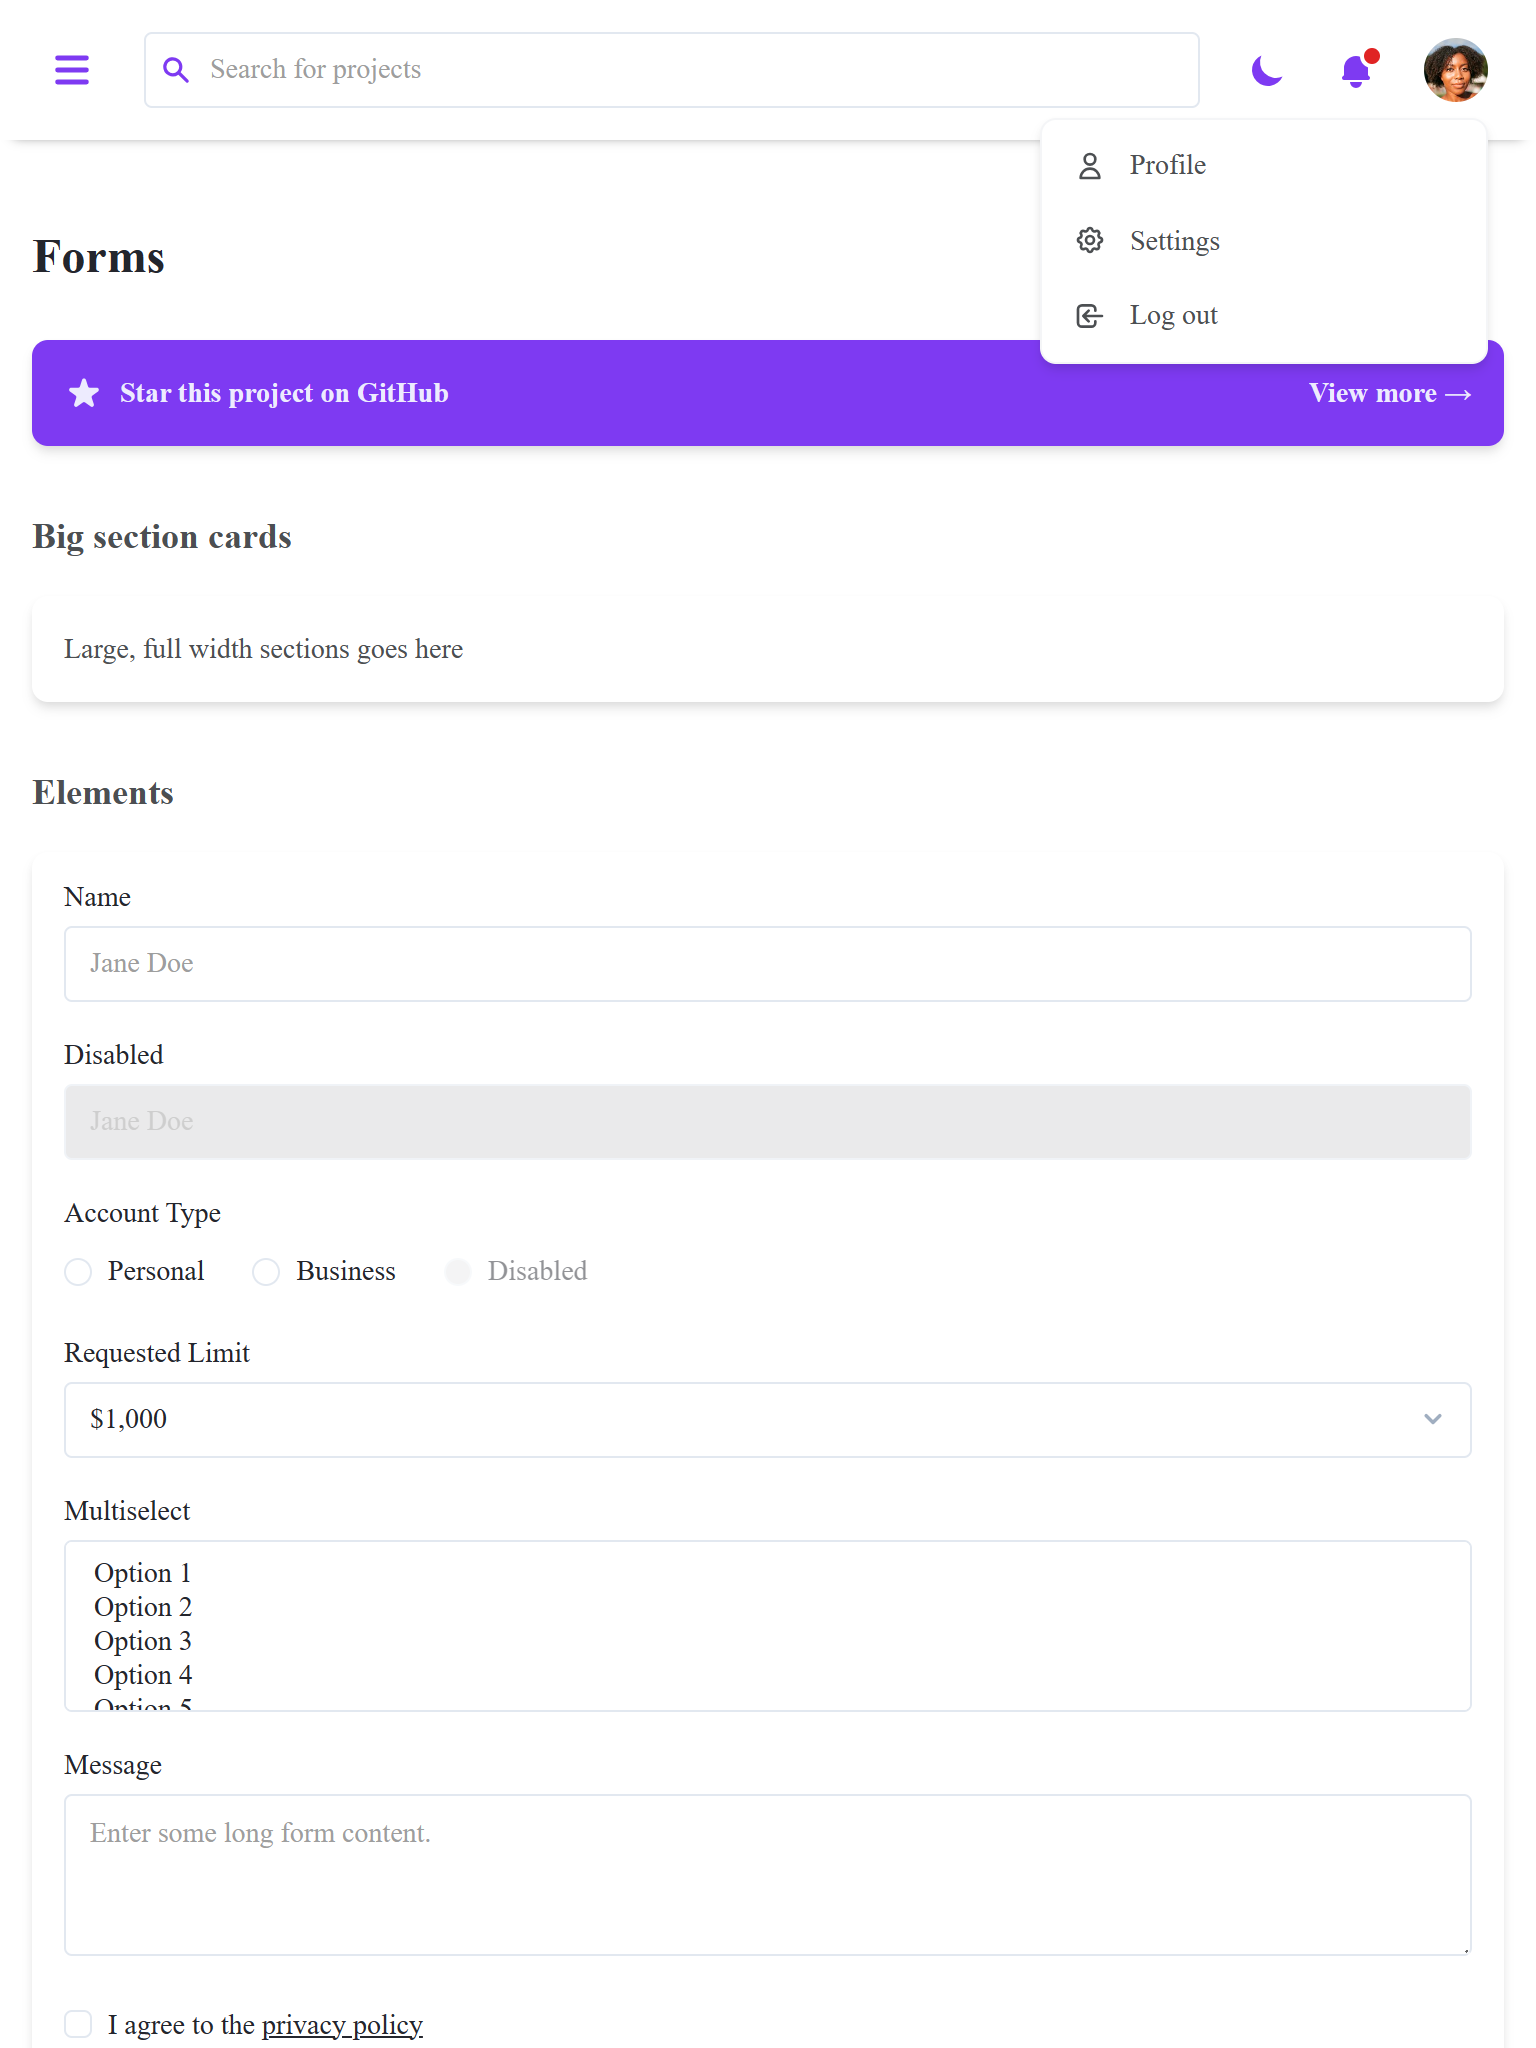 Search for projects
Profile
Settings
Log out
Forms
Star this project on GitHub
View more →
Big section cards
Large, full width sections goes here
Elements
Name
Jane Doe
Disabled
Jane Doe
Account Type
Personal
Business
Disabled
Requested Limit
$1,000
Multiselect
Option 1
Option 2
Option 3
Option 4
Option 5
Message
Enter some long form content.
I agree to the privacy policy